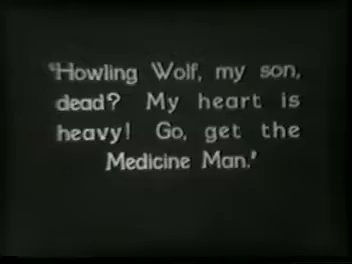 "Howling Wolf, my son,
dead? My heart is
heavy! Go, get the
Medicine Man."